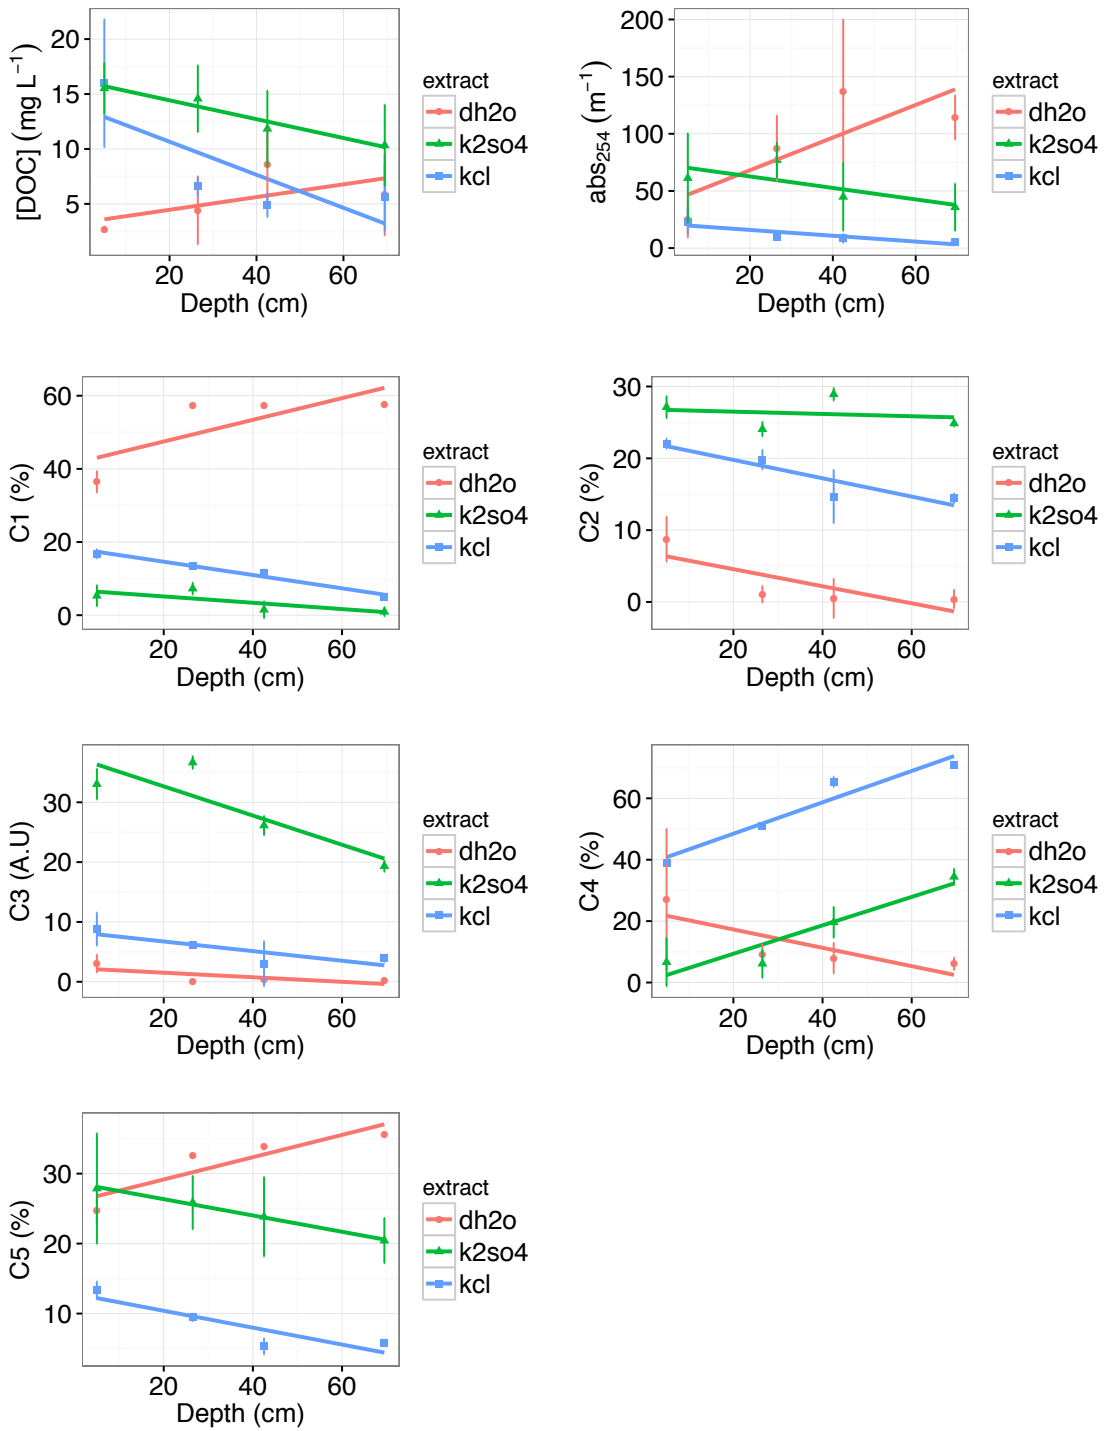 [DOC] (mg L⁻¹)
20
15
10
5
20 40 60
Depth (cm)
extract
dh2o
k2so4
kcl
abs₂₅₄ (m⁻¹)
200
150
100
50
0
20 40 60
Depth (cm)
extract
dh2o
k2so4
kcl
C1 (%)
60
40
20
0
20 40 60
Depth (cm)
extract
dh2o
k2so4
kcl
C2 (%)
30
20
10
0
20 40 60
Depth (cm)
extract
dh2o
k2so4
kcl
C3 (A.U)
30
20
10
0
20 40 60
Depth (cm)
extract
dh2o
k2so4
kcl
C4 (%)
60
40
20
0
20 40 60
Depth (cm)
extract
dh2o
k2so4
kcl
C5 (%)
30
20
10
20 40 60
Depth (cm)
extract
dh2o
k2so4
kcl